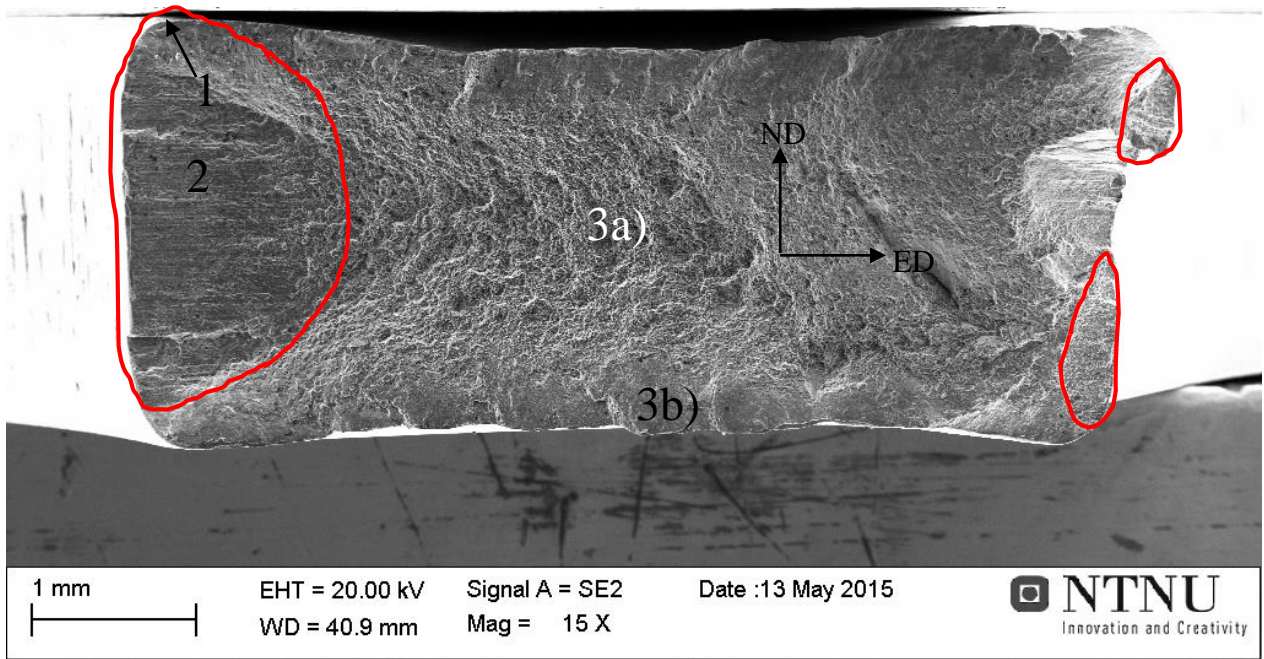 1
2
ND
3a)
ED
3b)
1 mm
EHT = 20.00 kV
Signal A = SE2
Date :13 May 2015
WD = 40.9 mm
Mag = 15 X
NTNU
Innovation and Creativity